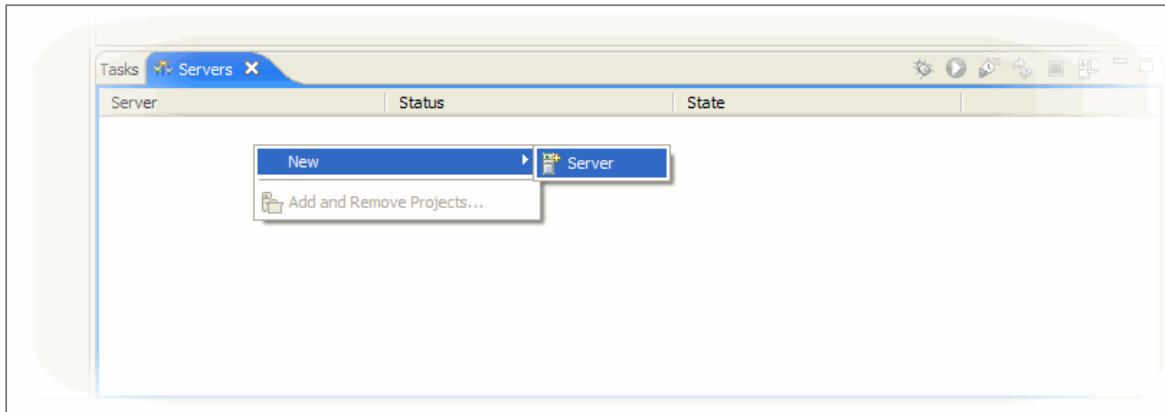 Tasks Servers
Server Status State
New Server
Add and Remove Projects...